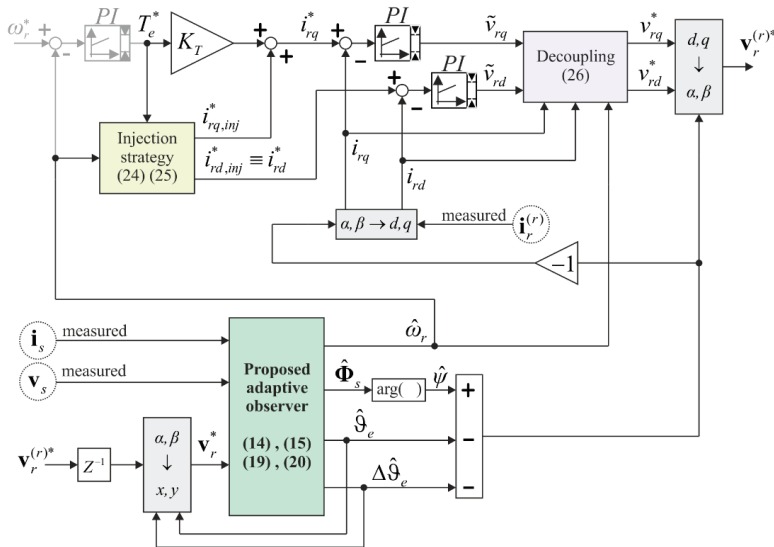 ω_r^* + - PI T_e^* K_T + + i_rq^* + - PI ṽ_rq Decoupling (26) v_rq^* d,q ↓ α,β v_r^(r)*
+ - PI ṽ_rd v_rd^*
Injection strategy (24) (25)
i_rq,inj^*
i_rd,inj^* ≡ i_rd^*
i_rq
i_rd
α,β → d,q
measured
i_r^(r)
-1
ω̂_r
i_s measured
v_s measured
Proposed adaptive observer
(14) , (15)
(19) , (20)
Φ̂_s arg( ) ψ̂ +
ϑ̂_e -
Δϑ̂_e -
v_r^(r)* Z^-1 α,β ↓ x,y v_r^*